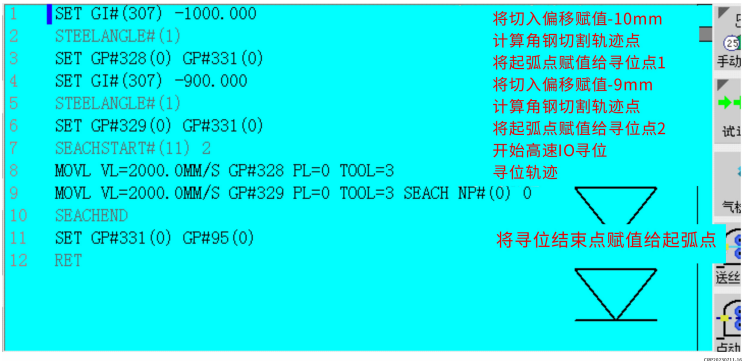 1 SET GI#(307) -1000.000 将切入偏移赋值-10mm
2 STEELANGLE#(1) 计算角钢切割轨迹点
3 SET GP#328(0) GP#331(0) 将起弧点赋值给寻位点1
4 SET GI#(307) -900.000 将切入偏移赋值-9mm
5 STEELANGLE#(1) 计算角钢切割轨迹点
6 SET GP#329(0) GP#331(0) 将起弧点赋值给寻位点2
7 SEACHSTART#(11) 2 开始高速IO寻位
8 MOVL VL=2000.0MM/S GP#328 PL=0 TOOL=3 寻位轨迹
9 MOVL VL=2000.0MM/S GP#329 PL=0 TOOL=3 SEACH NP#(0) 0
10 SEACHEND
11 SET GP#331(0) GP#95(0) 将寻位结束点赋值给起弧点
12 RET
25
手动
送丝
点动